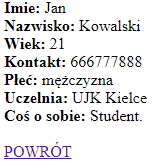 Imie: Jan
Nazwisko: Kowalski
Wiek: 21
Kontakt: 666777888
Płeć: mężczyzna
Uczelnia: UJK Kielce
Coś o sobie: Student.
POWRÓT